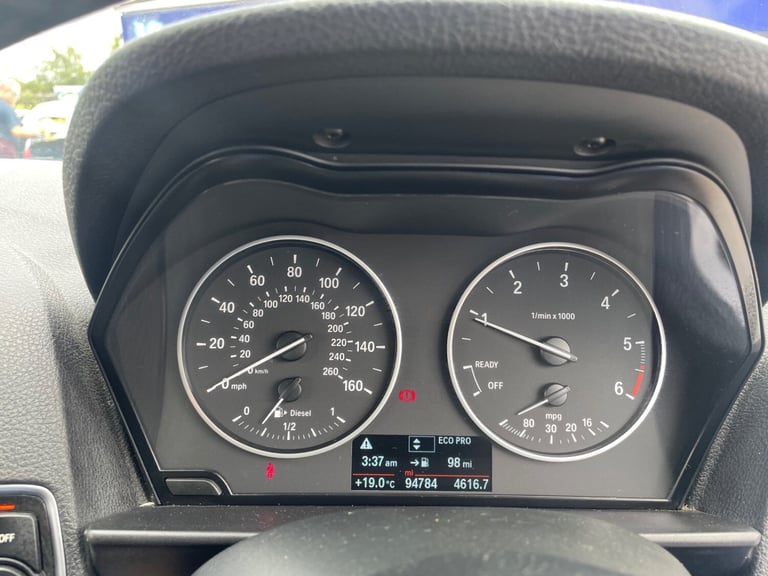 60 80 100
40 120
20 140
0 mph 160
100 120 140 160
80 180
60 200
40 220
20 240
0 km/h 260
0 Diesel 1
1/2
3
2 4
1 5
6
1/min x 1000
READY
OFF
mpg
80 30 20 16
ECO PRO
3:37 am 98 mi
mi
+19.0°C 94784 4616.7
OFF